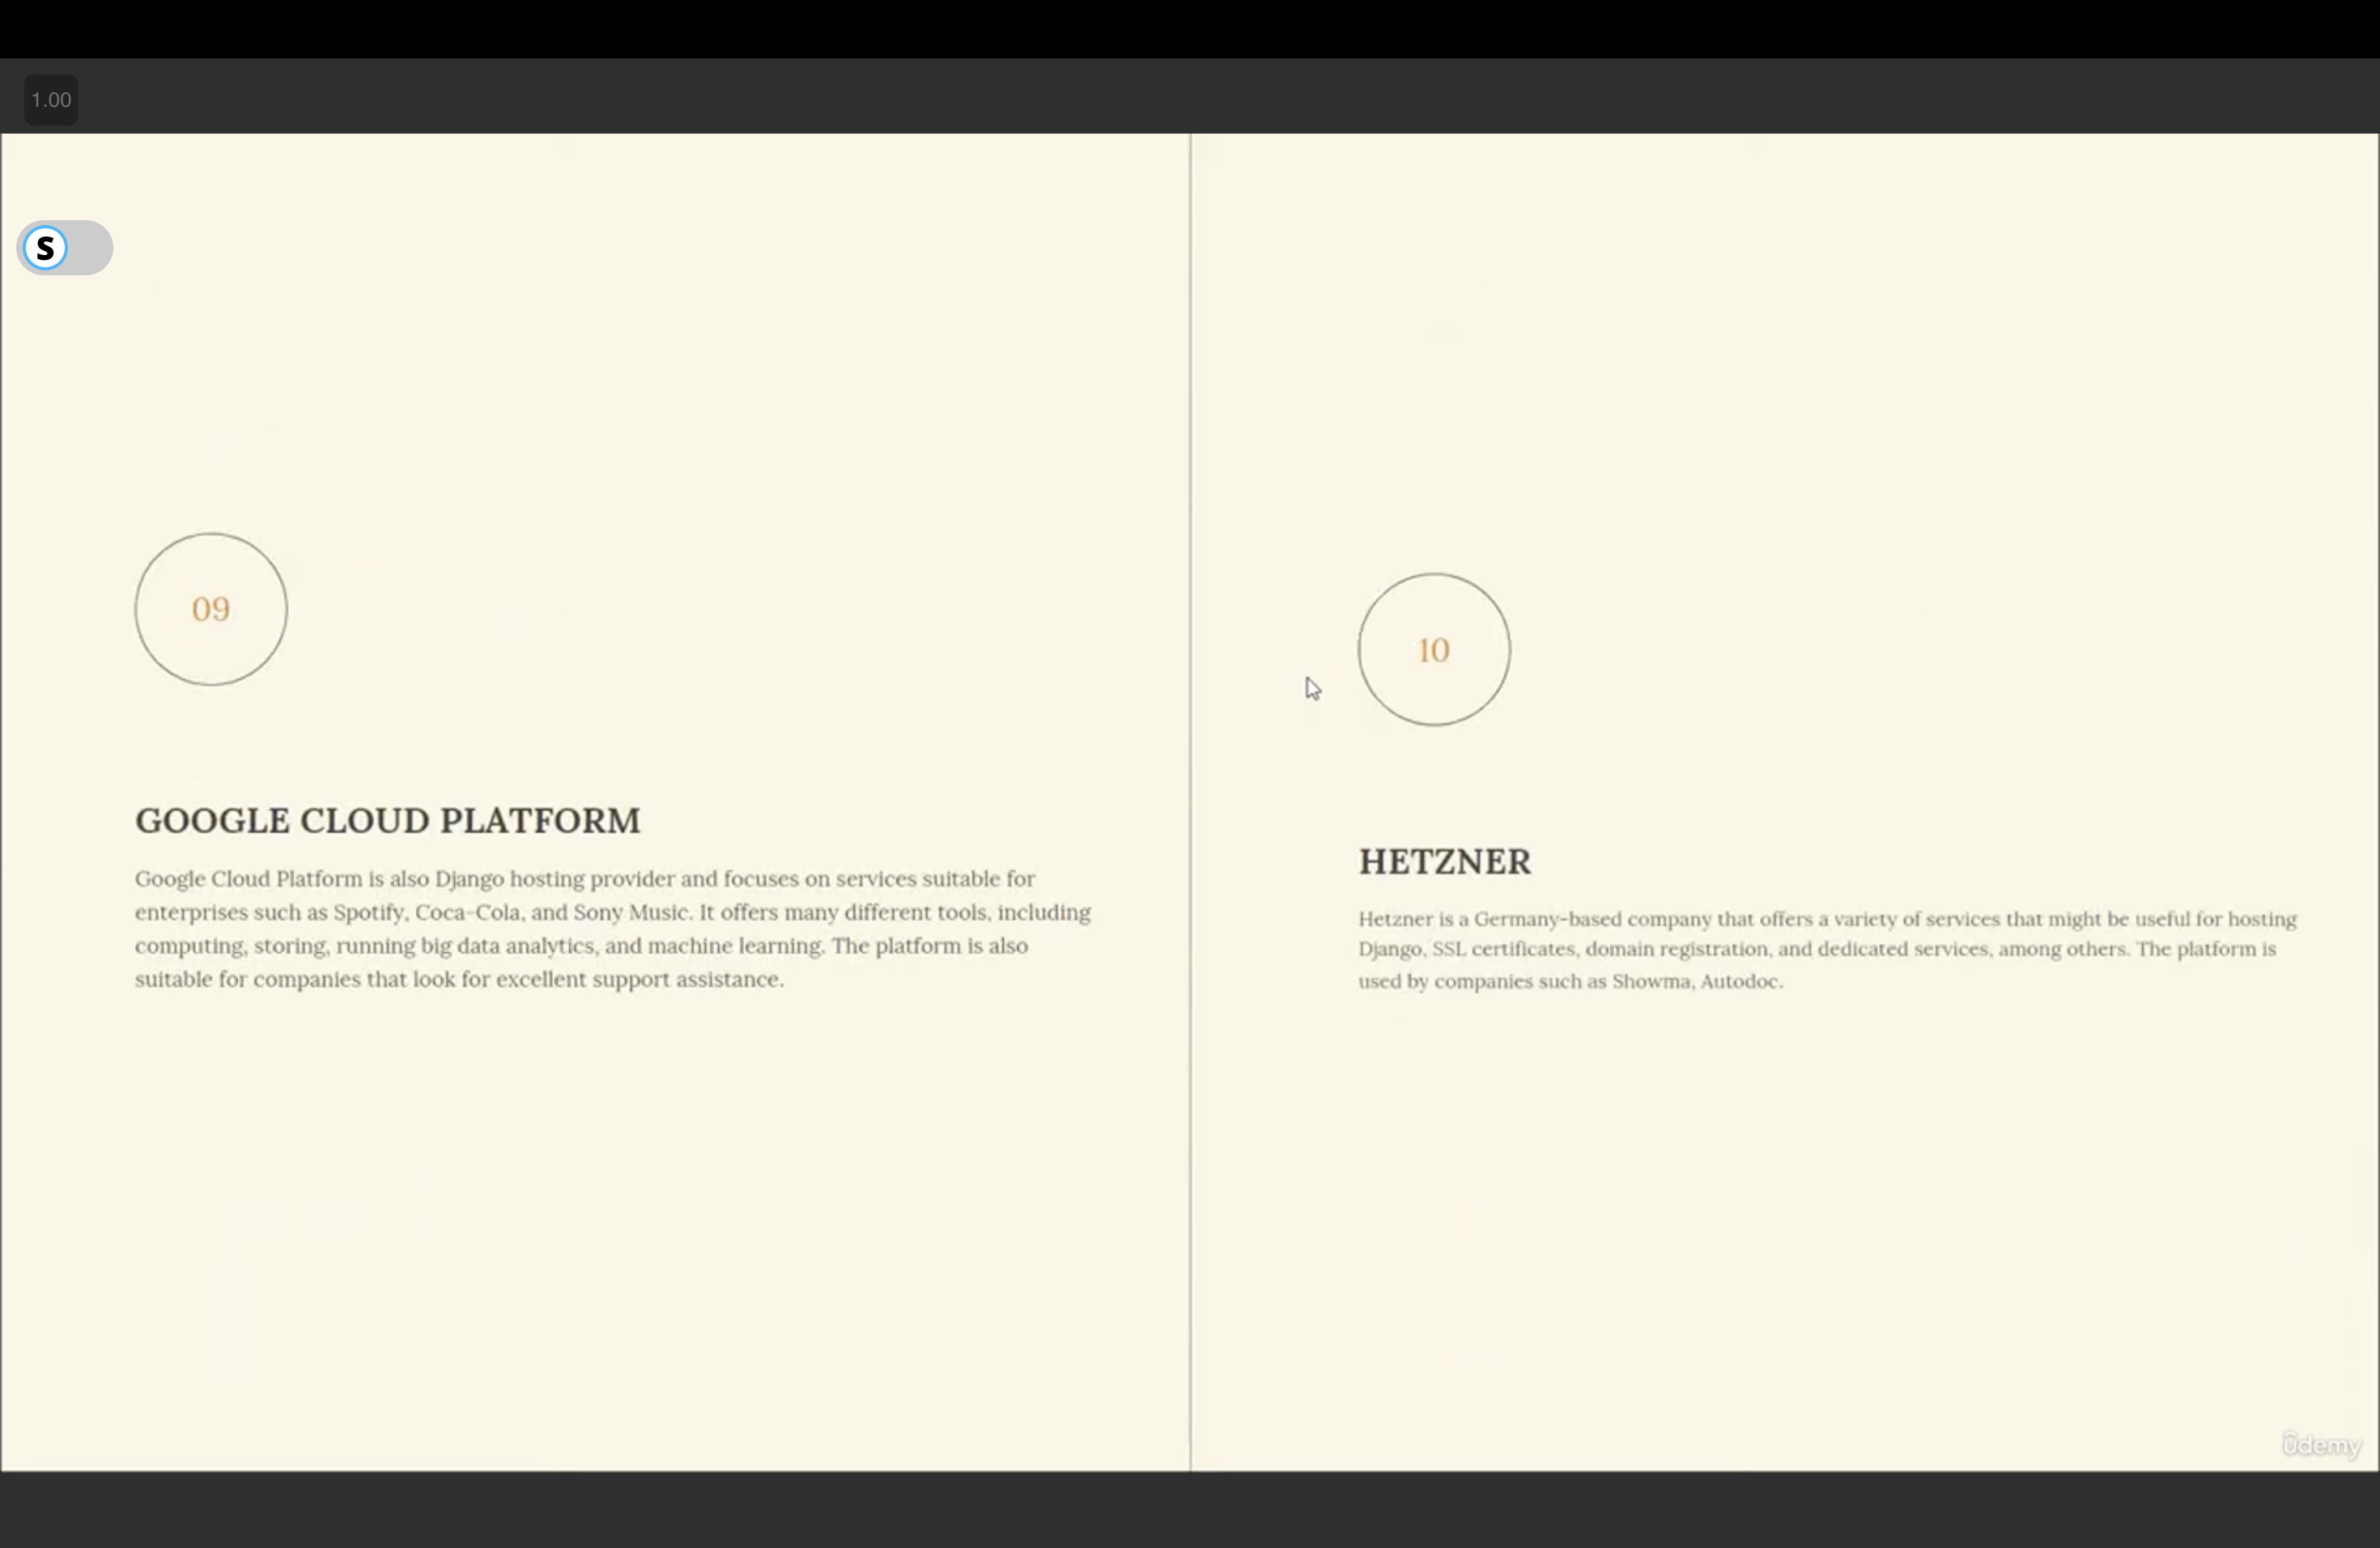 1.00
S
09
GOOGLE CLOUD PLATFORM
Google Cloud Platform is also Django hosting provider and focuses on services suitable for
enterprises such as Spotify, Coca-Cola, and Sony Music. It offers many different tools, including
computing, storing, running big data analytics, and machine learning. The platform is also
suitable for companies that look for excellent support assistance.
10
HETZNER
Hetzner is a Germany-based company that offers a variety of services that might be useful for hosting
Django, SSL certificates, domain registration, and dedicated services, among others. The platform is
used by companies such as Showma, Autodoc.
ûdemy